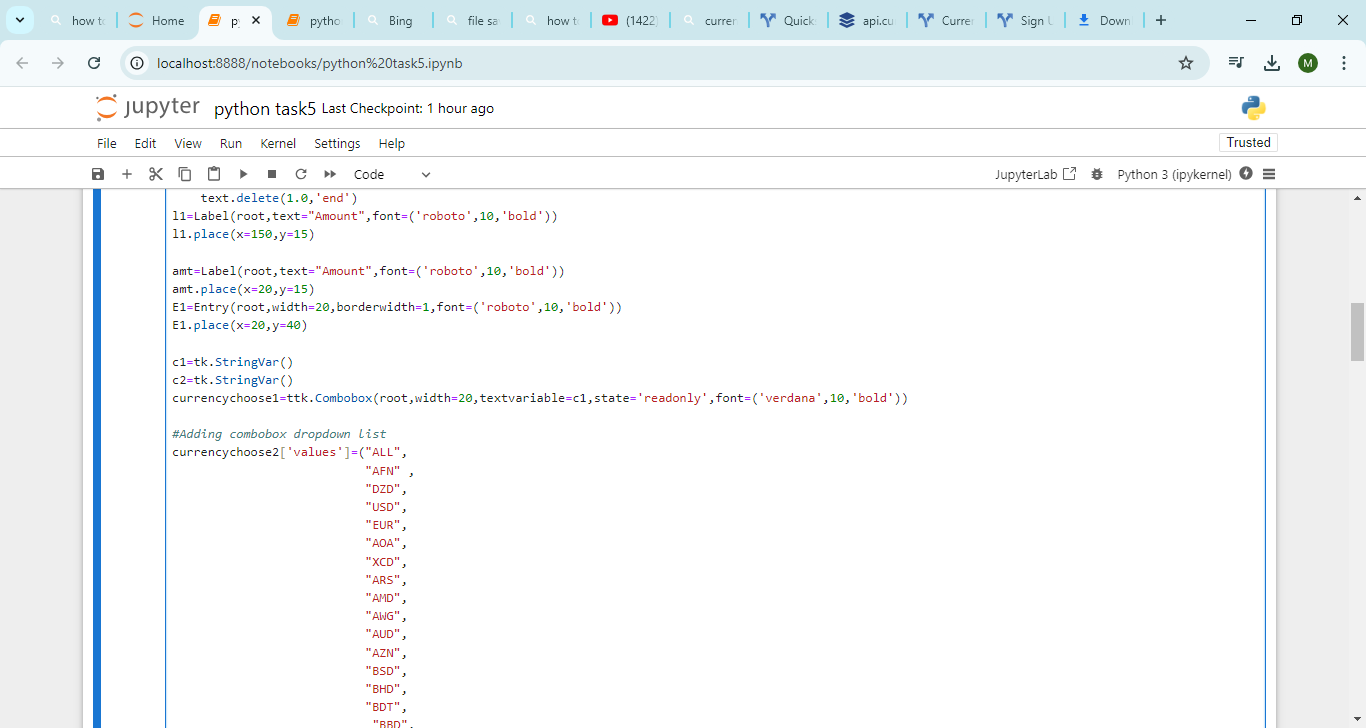 how to
Home
py
pytho
Bing
file sa
how t
(1422)
currer
Quick
api.cu
Curre
Sign U
Down
localhost:8888/notebooks/python%20task5.ipynb
M
jupyter python task5 Last Checkpoint: 1 hour ago
File Edit View Run Kernel Settings Help
Trusted
Code
JupyterLab
Python 3 (ipykernel)
text.delete(1.0,'end')
l1=Label(root,text="Amount",font=('roboto',10,'bold'))
l1.place(x=150,y=15)
amt=Label(root,text="Amount",font=('roboto',10,'bold'))
amt.place(x=20,y=15)
E1=Entry(root,width=20,borderwidth=1,font=('roboto',10,'bold'))
E1.place(x=20,y=40)
c1=tk.StringVar()
c2=tk.StringVar()
currencychoose1=ttk.Combobox(root,width=20,textvariable=c1,state='readonly',font=('verdana',10,'bold'))
#Adding combobox dropdown list
currencychoose2['values']=("ALL",
"AFN" ,
"DZD",
"USD",
"EUR",
"AOA",
"XCD",
"ARS",
"AMD",
"AWG",
"AUD",
"AZN",
"BSD",
"BHD",
"BDT",
"BBD",